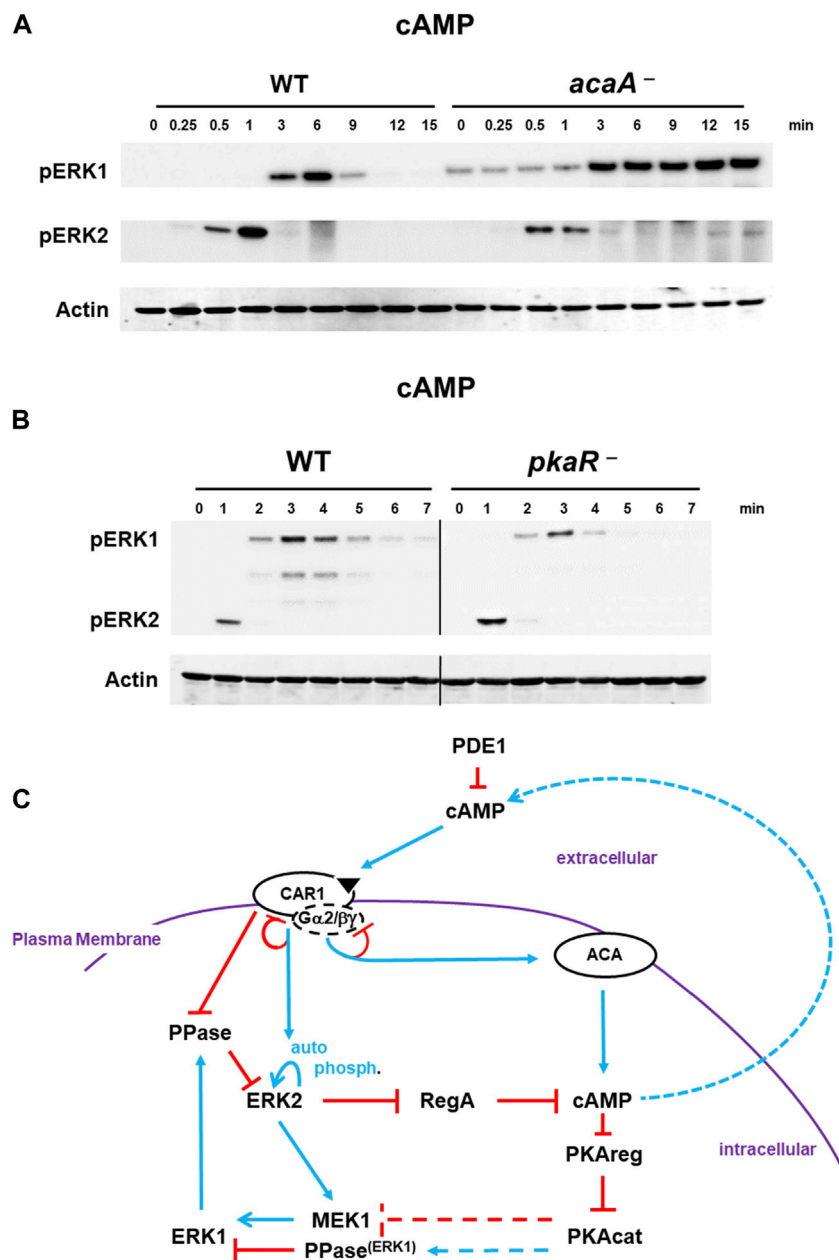 A
cAMP
WT acaA –
0 0.25 0.5 1 3 6 9 12 15 0 0.25 0.5 1 3 6 9 12 15 min
pERK1
pERK2
Actin
cAMP
B
WT pkaR –
0 1 2 3 4 5 6 7 0 1 2 3 4 5 6 7 min
pERK1
pERK2
Actin
PDE1
C
cAMP
extracellular
CAR1
Gα2/βγ
Plasma Membrane
ACA
PPase
auto
phosph.
ERK2 RegA cAMP
intracellular
PKAreg
ERK1 MEK1 PKAcat
PPase(ERK1)